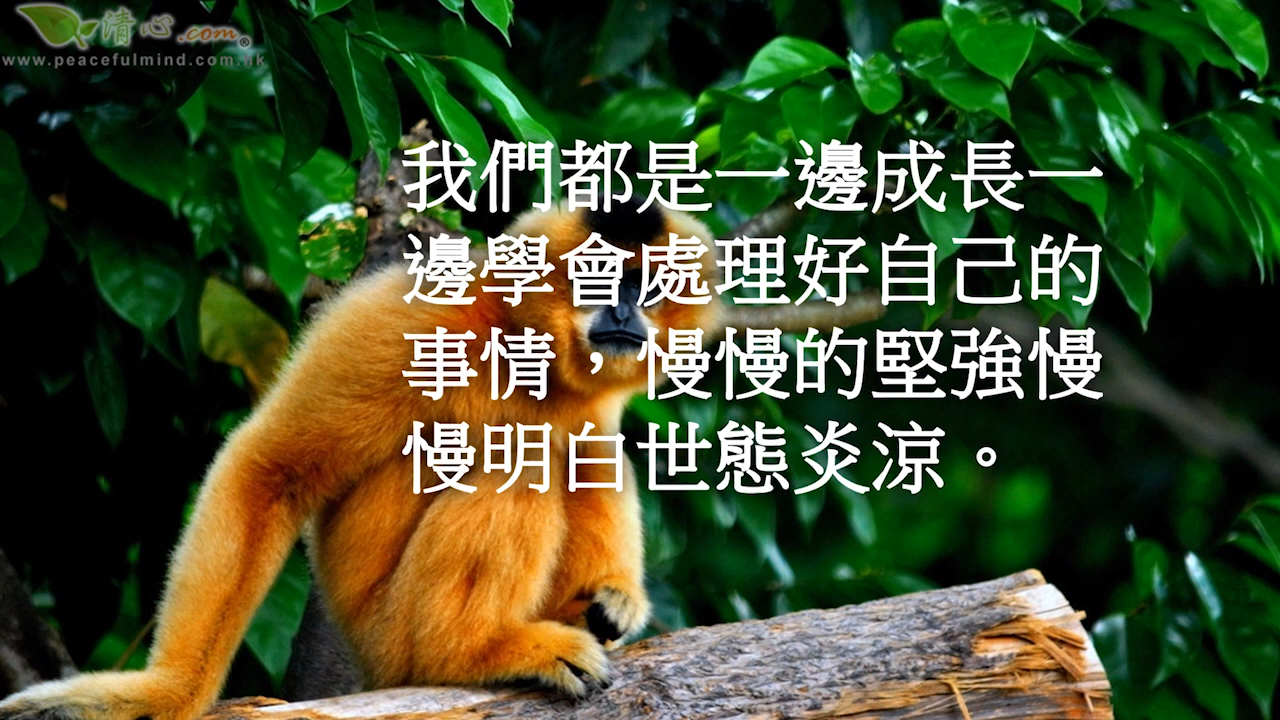 清心.com®
www.peacefulmind.com.hk
我們都是一邊成長一
邊學會處理好自己的
事情，慢慢的堅強慢
慢明白世態炎涼。